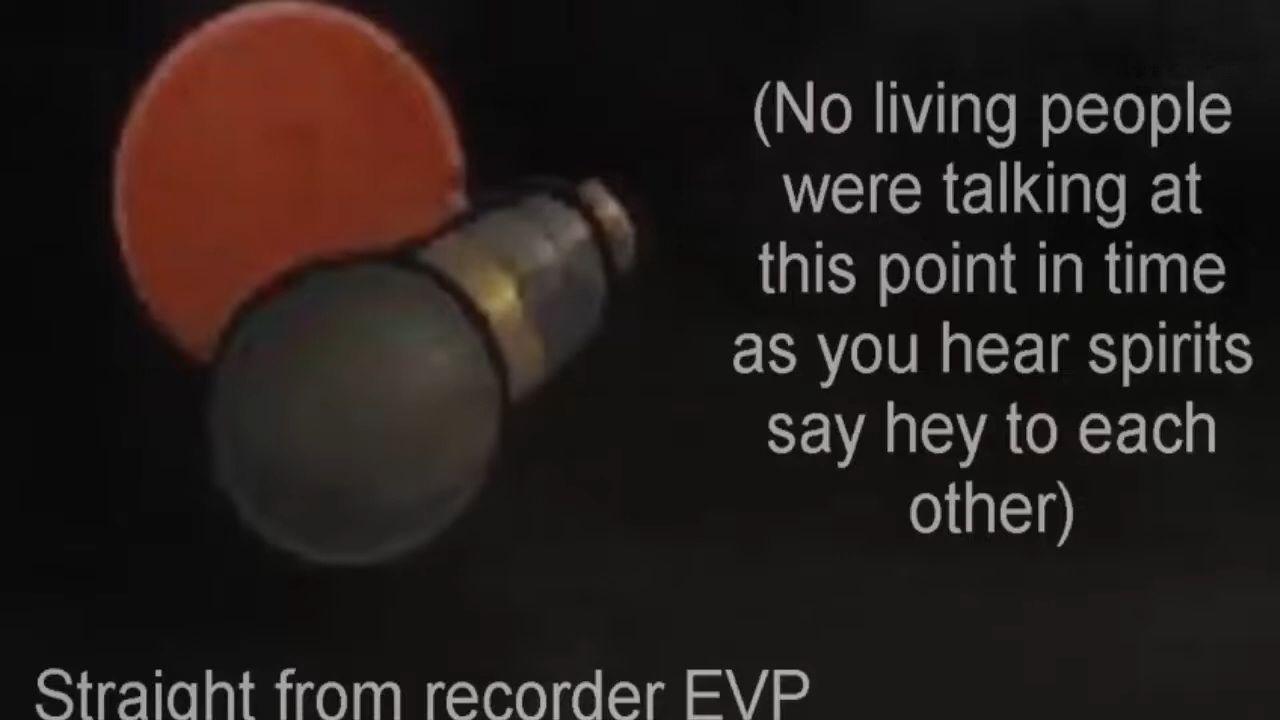 (No living people
were talking at
this point in time
as you hear spirits
say hey to each
other)
Straight from recorder EVP